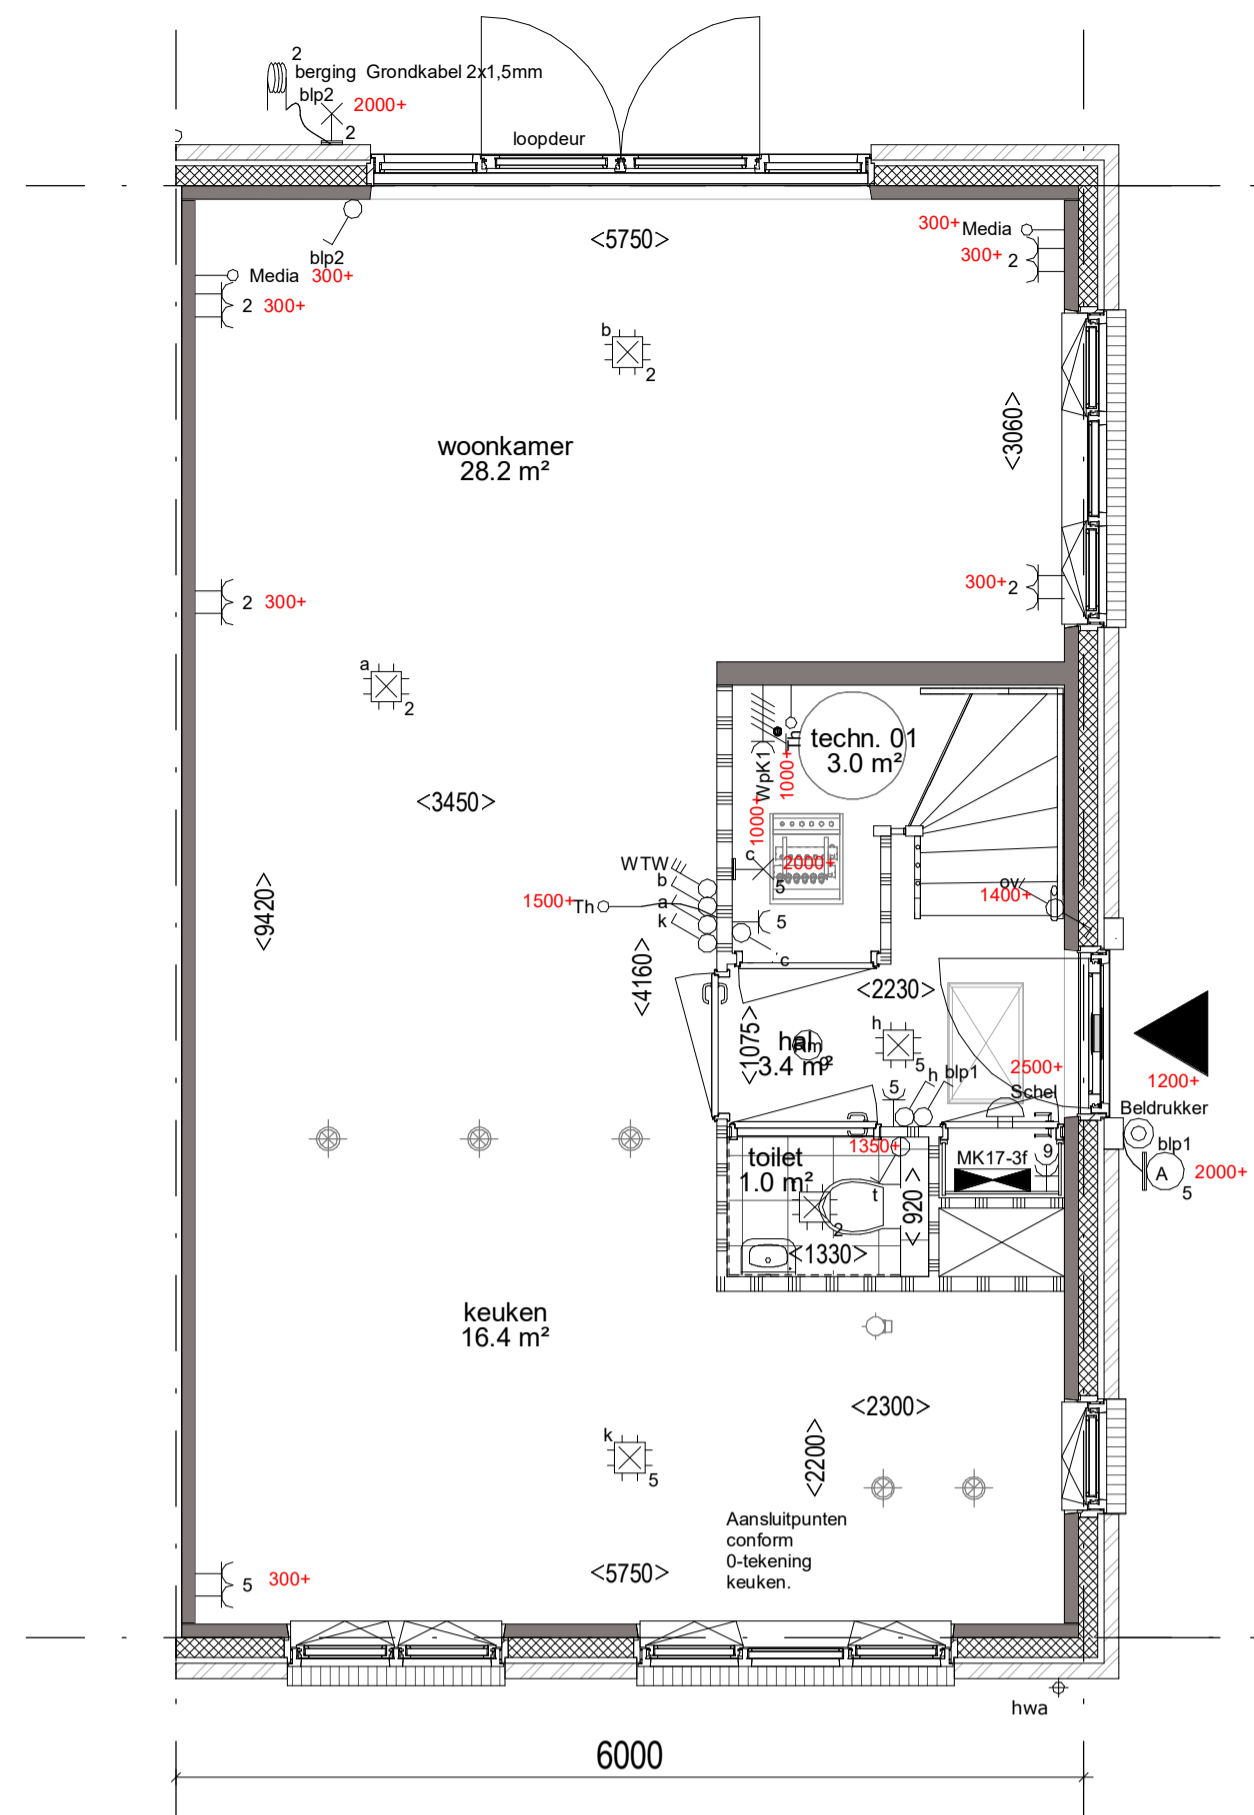 2
berging Grondkabel 2x1,5mm
blp2
2000+
2
loopdeur
<5750>
300+ Media
300+ 2
blp2
Media 300+
2 300+
b
2
<3060>
woonkamer
28.2 m²
300+ 2
2 300+
a
2
Th
techn. 01
3.0 m²
WpK1
1000+
1000+
<3450>
c
2000+
5
WTW
b
a
k
1500+ Th
ov
1400+
5
c
<9420>
<4160>
<2230>
<1075>
h
5
hal
3.4 m²
2500+
Schel
1200+
Beldrukker
h blp1
5
blp1
A
5
2000+
1350+
toilet
1.0 m²
t
2
<920>
<1330>
MK17-3f
9
keuken
16.4 m²
<2300>
<2200>
k
5
Aansluitpunten
conform
0-tekening
keuken.
5 300+
<5750>
hwa
6000